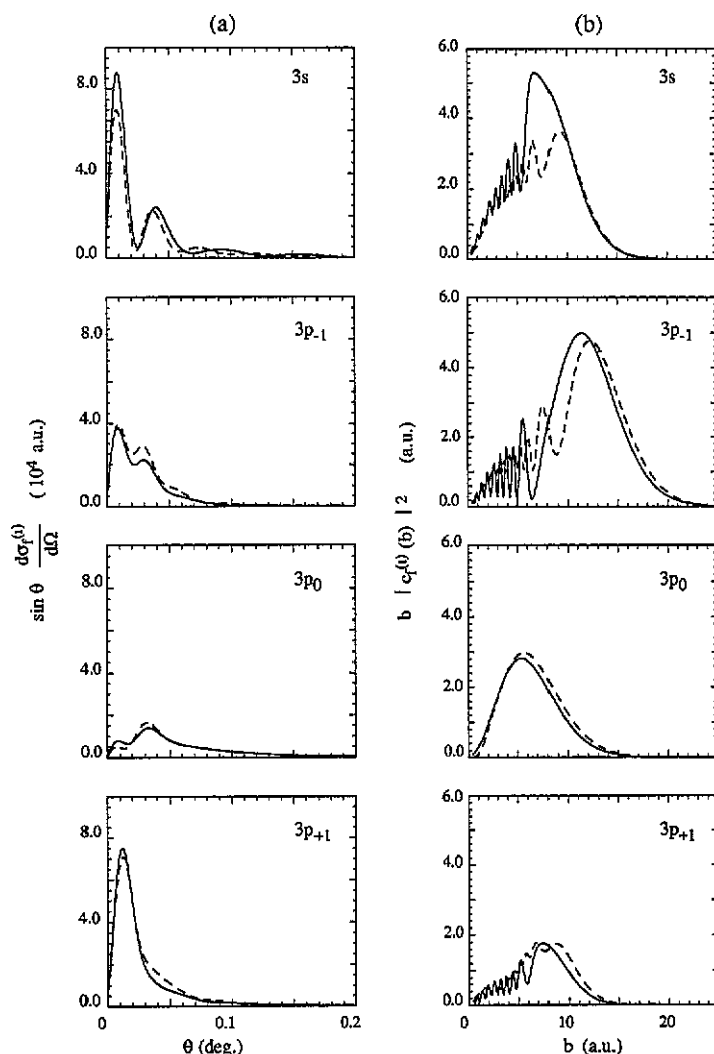 (a) (b)
8.0 4.0 0.0 3s
6.0 4.0 2.0 0.0 3s
8.0 4.0 0.0 3p-1
6.0 4.0 2.0 0.0 3p-1
8.0 4.0 0.0 3p0
6.0 4.0 2.0 0.0 3p0
8.0 4.0 0.0 3p+1
6.0 4.0 2.0 0.0 3p+1
sin θ dσf(i) / dΩ (10⁴ a.u.)
b | cf(i) (b) | 2 (a.u.)
0 0.1 0.2
θ (deg.)
0 10 20
b (a.u.)